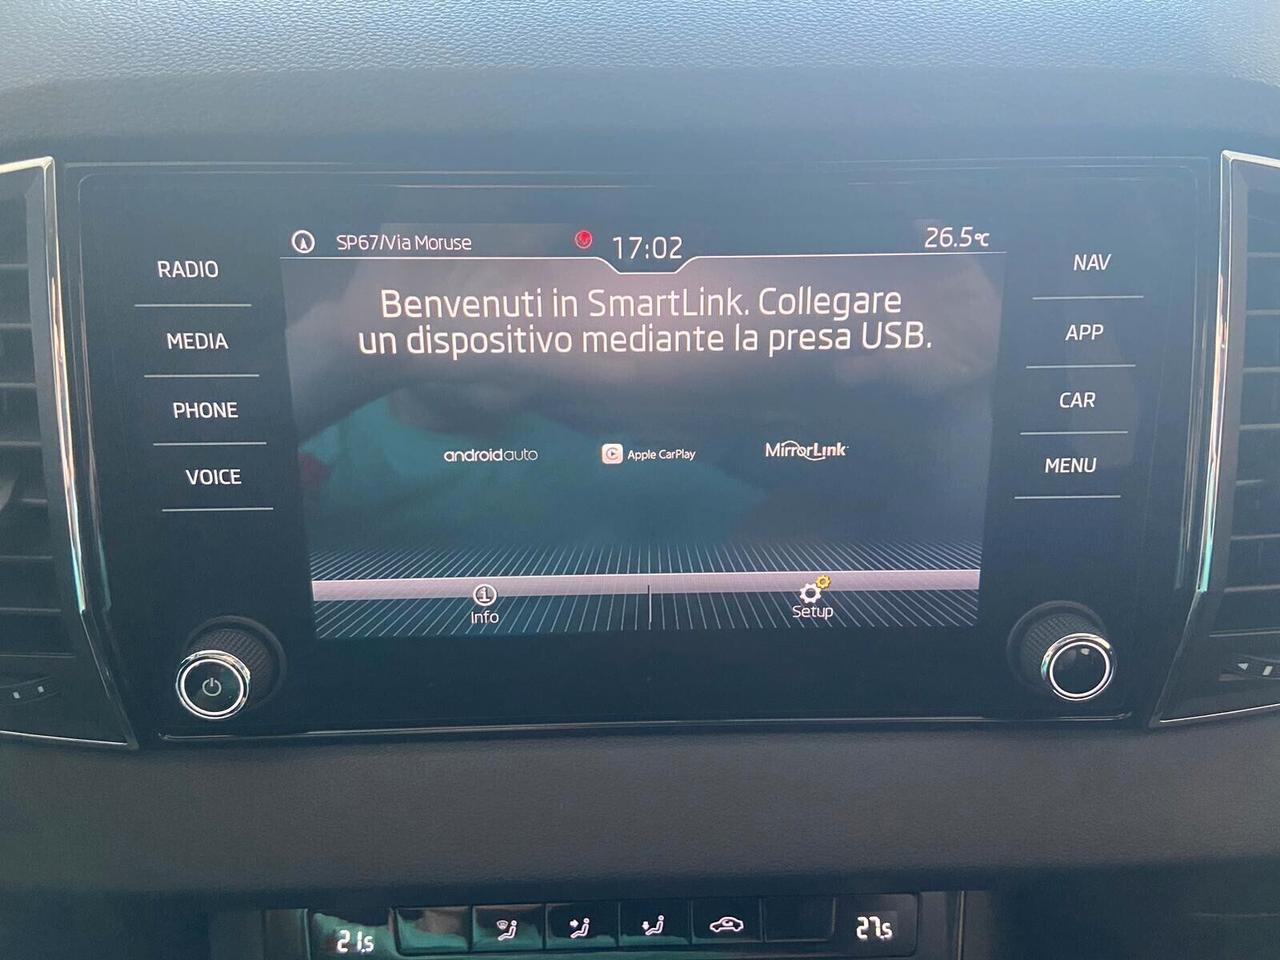 SP67/Via Moruse
17:02
26.5°C
RADIO
MEDIA
PHONE
VOICE
Benvenuti in SmartLink. Collegare
un dispositivo mediante la presa USB.
androidauto
Apple CarPlay
MirrorLink
Info
Setup
NAV
APP
CAR
MENU
21.5
27.5